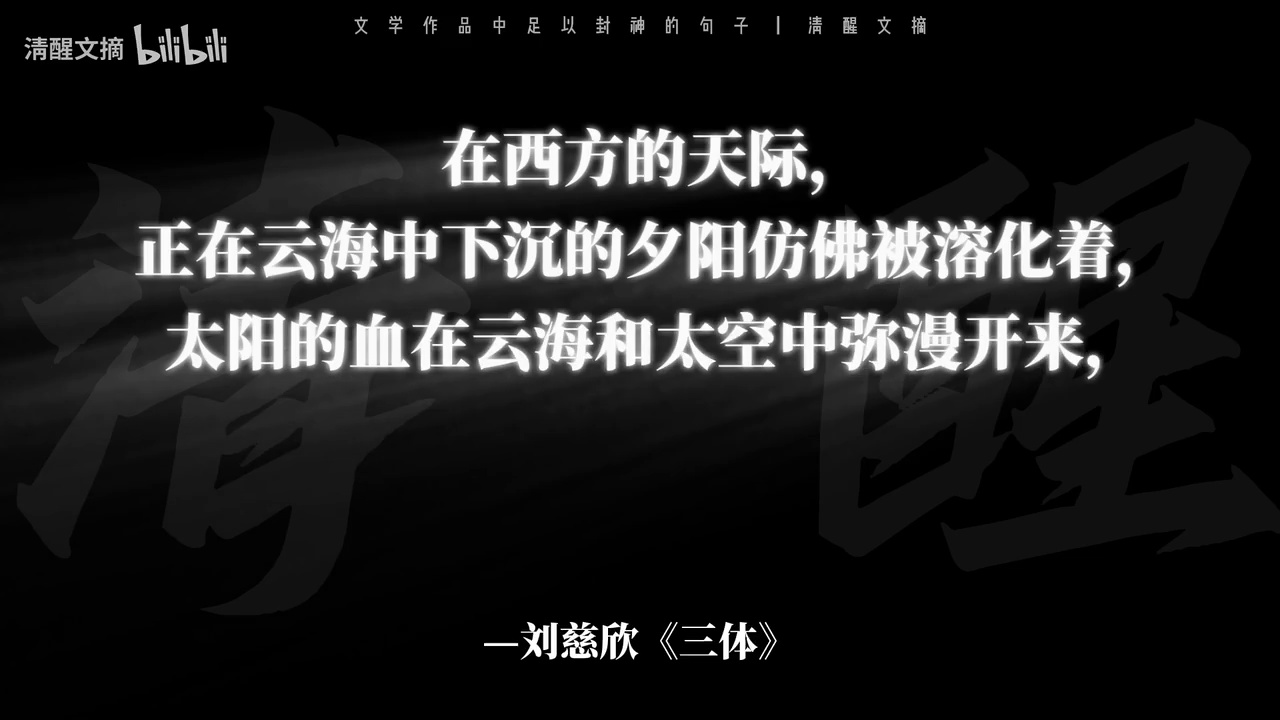 文学作品中足以封神的句子 | 清醒文摘
清醒文摘 bilibili
清醒
在西方的天际,
正在云海中下沉的夕阳仿佛被溶化着,
太阳的血在云海和太空中弥漫开来,
—刘慈欣《三体》